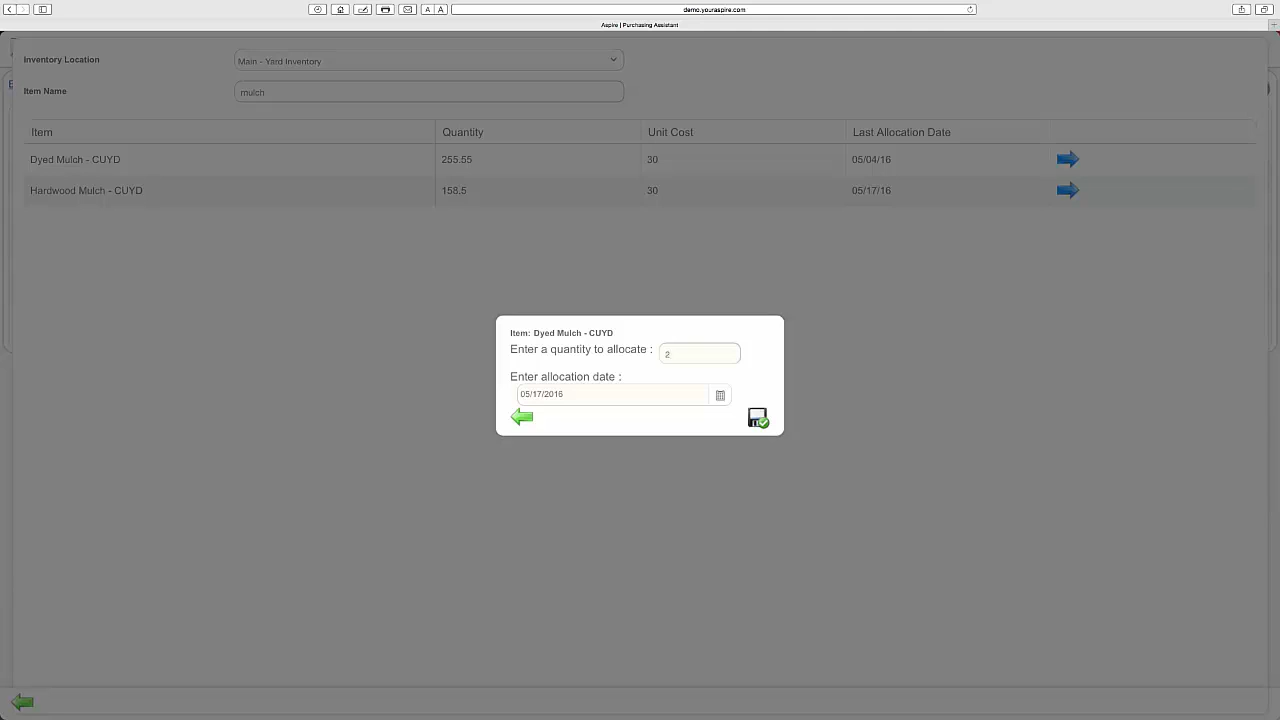 demo.youraspire.com
A A
Aspire | Purchasing Assistant
Inventory Location Main - Yard Inventory
Item Name mulch
Item Quantity Unit Cost Last Allocation Date
Dyed Mulch - CUYD 255.55 30 05/04/16
Hardwood Mulch - CUYD 158.5 30 05/17/16
Item: Dyed Mulch - CUYD
Enter a quantity to allocate : 2
Enter allocation date :
05/17/2016